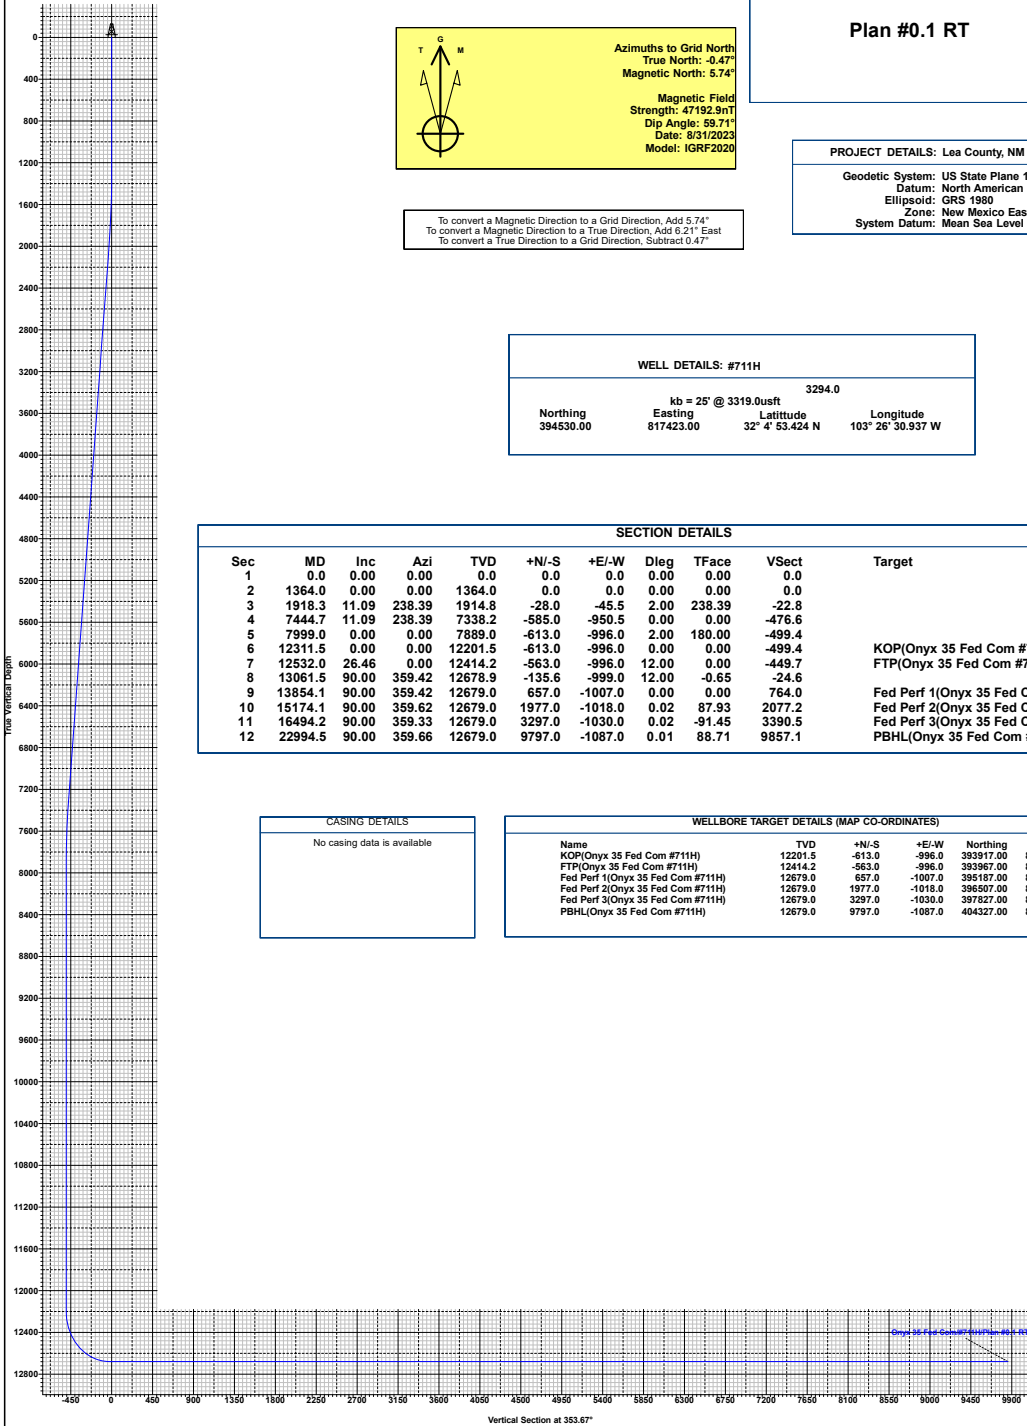 Plan #0.1 RT
G
T M
Azimuths to Grid North
True North: -0.47°
Magnetic North: 5.74°
Magnetic Field
Strength: 47192.9nT
Dip Angle: 59.71°
Date: 8/31/2023
Model: IGRF2020
PROJECT DETAILS: Lea County, NM
Geodetic System: US State Plane 1
Datum: North American
Ellipsoid: GRS 1980
Zone: New Mexico Eas
System Datum: Mean Sea Level
To convert a Magnetic Direction to a Grid Direction, Add 5.74°
To convert a Magnetic Direction to a True Direction, Add 6.21° East
To convert a True Direction to a Grid Direction, Subtract 0.47°
WELL DETAILS: #711H
3294.0
kb = 25' @ 3319.0usft
Northing Easting Latittude Longitude
394530.00 817423.00 32° 4' 53.424 N 103° 26' 30.937 W
SECTION DETAILS
Sec MD Inc Azi TVD +N/-S +E/-W Dleg TFace VSect Target
1 0.0 0.00 0.00 0.0 0.0 0.0 0.00 0.00 0.0
2 1364.0 0.00 0.00 1364.0 0.0 0.0 0.00 0.00 0.0
3 1918.3 11.09 238.39 1914.8 -28.0 -45.5 2.00 238.39 -22.8
4 7444.7 11.09 238.39 7338.2 -585.0 -950.5 0.00 0.00 -476.6
5 7999.0 0.00 0.00 7889.0 -613.0 -996.0 2.00 180.00 -499.4
6 12311.5 0.00 0.00 12201.5 -613.0 -996.0 0.00 0.00 -499.4 KOP(Onyx 35 Fed Com #
7 12532.0 26.46 0.00 12414.2 -563.0 -996.0 12.00 0.00 -449.7 FTP(Onyx 35 Fed Com #7
8 13061.5 90.00 359.42 12678.9 -135.6 -999.0 12.00 -0.65 -24.6
9 13854.1 90.00 359.42 12679.0 657.0 -1007.0 0.00 0.00 764.0 Fed Perf 1(Onyx 35 Fed C
10 15174.1 90.00 359.62 12679.0 1977.0 -1018.0 0.02 87.93 2077.2 Fed Perf 2(Onyx 35 Fed C
11 16494.2 90.00 359.33 12679.0 3297.0 -1030.0 0.02 -91.45 3390.5 Fed Perf 3(Onyx 35 Fed C
12 22994.5 90.00 359.66 12679.0 9797.0 -1087.0 0.01 88.71 9857.1 PBHL(Onyx 35 Fed Com #
CASING DETAILS
No casing data is available
WELLBORE TARGET DETAILS (MAP CO-ORDINATES)
Name TVD +N/-S +E/-W Northing
KOP(Onyx 35 Fed Com #711H) 12201.5 -613.0 -996.0 393917.00 8
FTP(Onyx 35 Fed Com #711H) 12414.2 -563.0 -996.0 393967.00 8
Fed Perf 1(Onyx 35 Fed Com #711H) 12679.0 657.0 -1007.0 395187.00 8
Fed Perf 2(Onyx 35 Fed Com #711H) 12679.0 1977.0 -1018.0 396507.00 8
Fed Perf 3(Onyx 35 Fed Com #711H) 12679.0 3297.0 -1030.0 397827.00 8
PBHL(Onyx 35 Fed Com #711H) 12679.0 9797.0 -1087.0 404327.00 8
True Vertical Depth
0
400
800
1200
1600
2000
2400
2800
3200
3600
4000
4400
4800
5200
5600
6000
6400
6800
7200
7600
8000
8400
8800
9200
9600
10000
10400
10800
11200
11600
12000
12400
12800
Onyx 35 Fed Com/#711H/Plan #0.1 RT
-450 0 450 900 1350 1800 2250 2700 3150 3600 4050 4500 4950 5400 5850 6300 6750 7200 7650 8100 8550 9000 9450 9900
Vertical Section at 353.67°